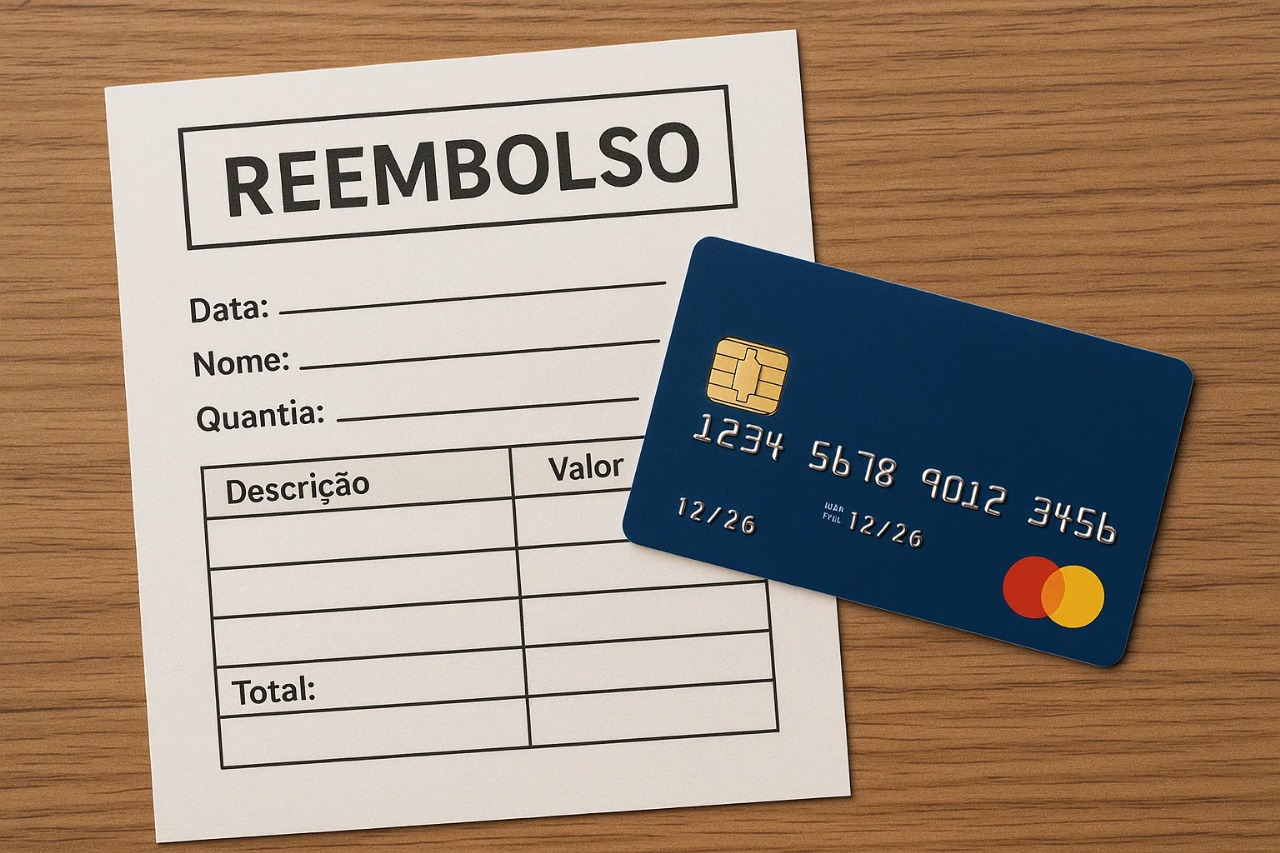 REEMBOLSO
Data:
Nome:
Quantia:
Descrição Valor
Total:
1234 5678 9012 3456
12/26 12/26